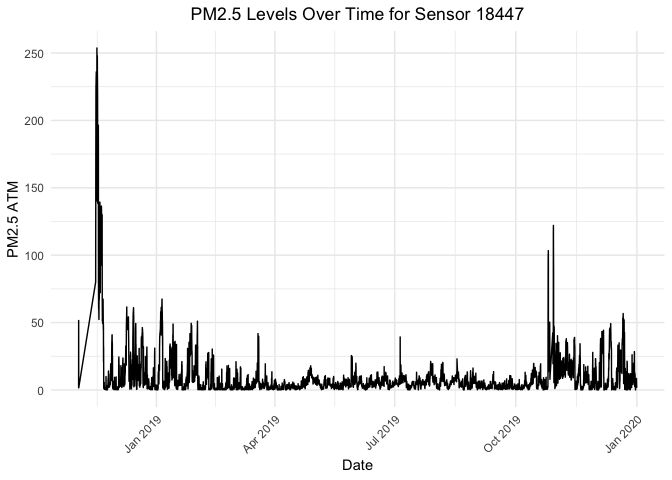 PM2.5 Levels Over Time for Sensor 18447
250
200
150
100
50
0
PM2.5 ATM
Jan 2019
Apr 2019
Jul 2019
Oct 2019
Jan 2020
Date